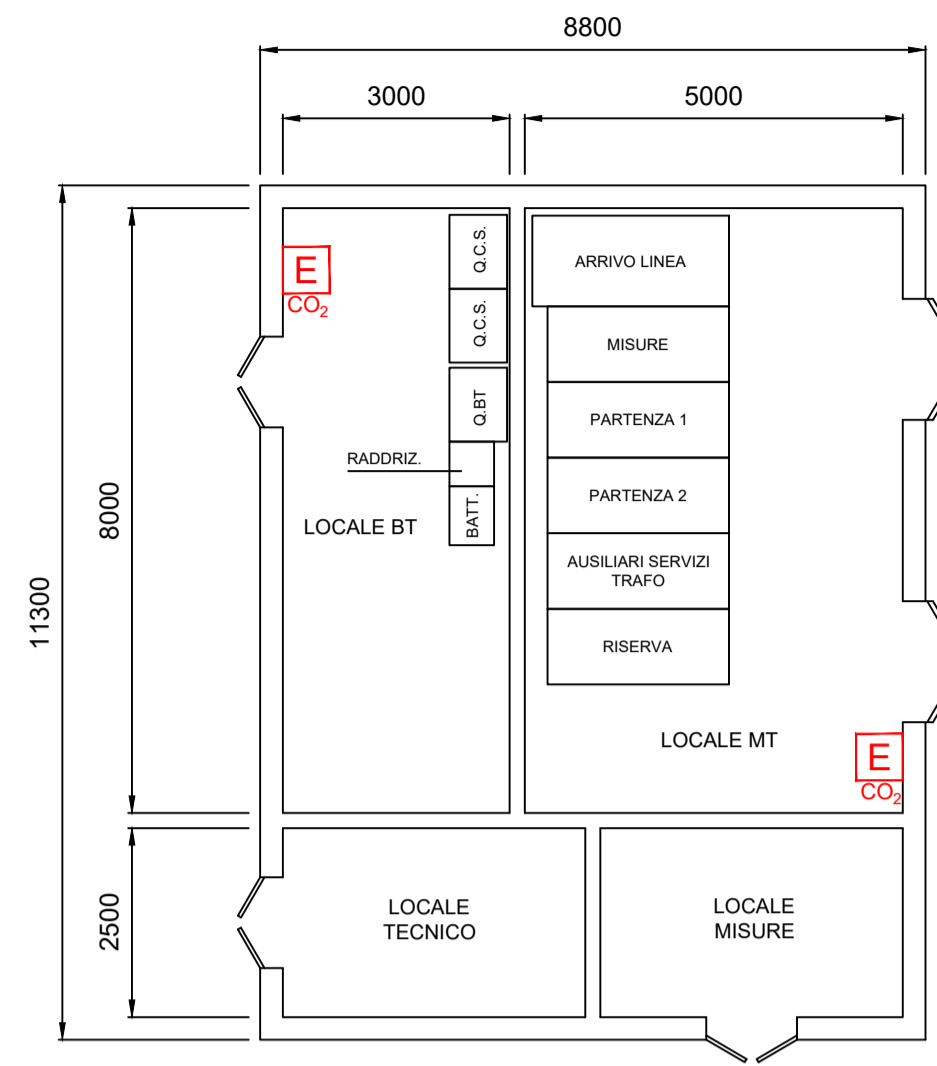 8800
3000
5000
11300
8000
2500
E
CO₂
Q.C.S.
Q.C.S.
Q.BT
RADDRIZ.
BATT.
LOCALE BT
ARRIVO LINEA
MISURE
PARTENZA 1
PARTENZA 2
AUSILIARI SERVIZI
TRAFO
RISERVA
LOCALE MT
E
CO₂
LOCALE
TECNICO
LOCALE
MISURE